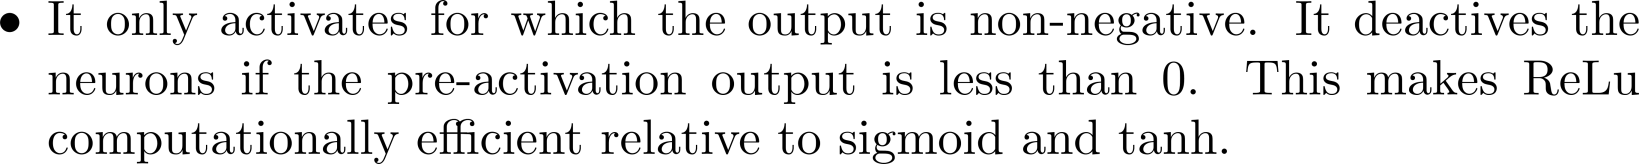 • It only activates for which the output is non-negative. It deactives the
neurons if the pre-activation output is less than 0. This makes ReLu
computationally efficient relative to sigmoid and tanh.